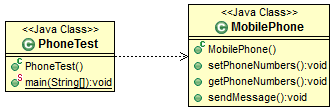 <<Java Class>>
PhoneTest
PhoneTest()
main(String[]):void
<<Java Class>>
MobilePhone
MobilePhone()
setPhoneNumbers():void
getPhoneNumbers():void
sendMessage():void